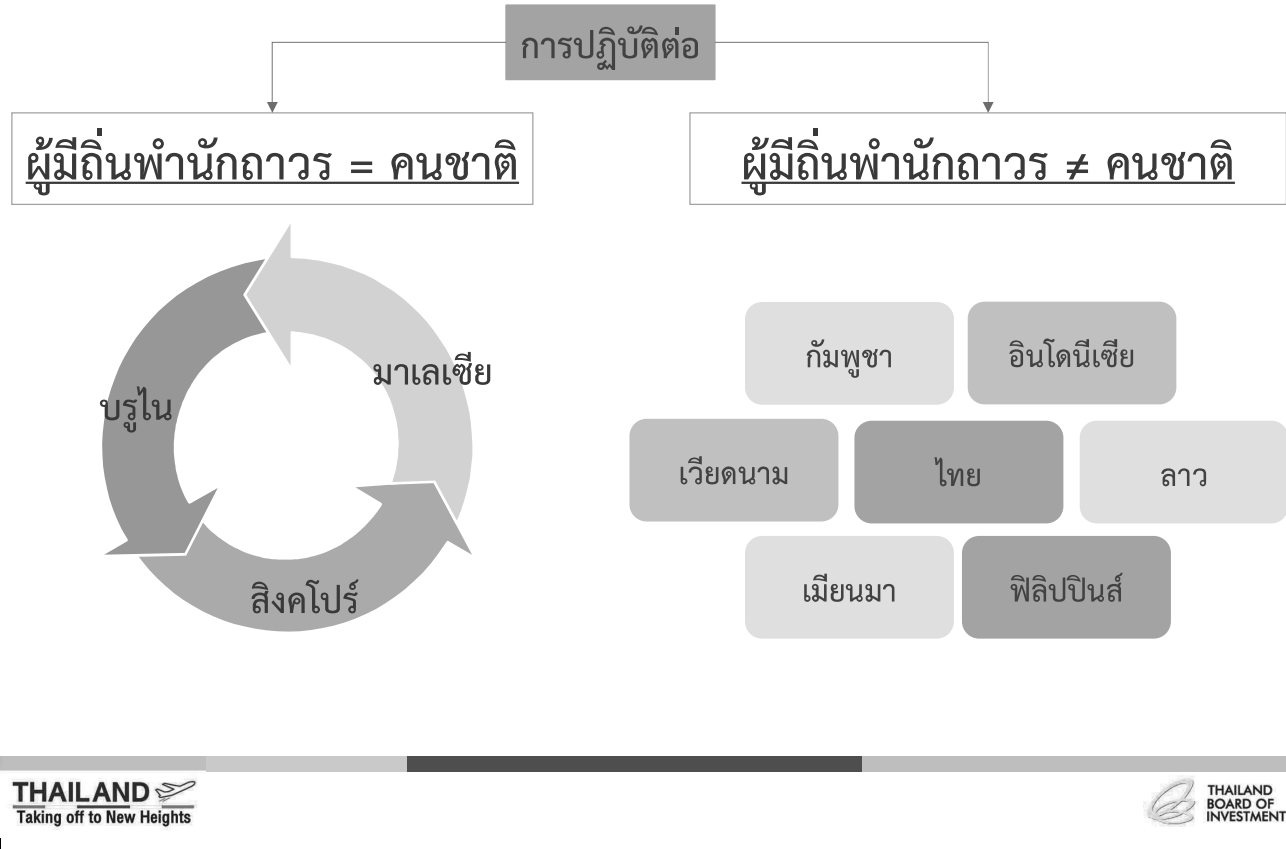 การปฏิบัติต่อ
ผู้มีถิ่นพำนักถาวร = คนชาติ
ผู้มีถิ่นพำนักถาวร ≠ คนชาติ
มาเลเซีย
บรูไน
สิงคโปร์
กัมพูชา
อินโดนีเซีย
เวียดนาม
ไทย
ลาว
เมียนมา
ฟิลิปปินส์
THAILAND
Taking off to New Heights
THAILAND
BOARD OF
INVESTMENT